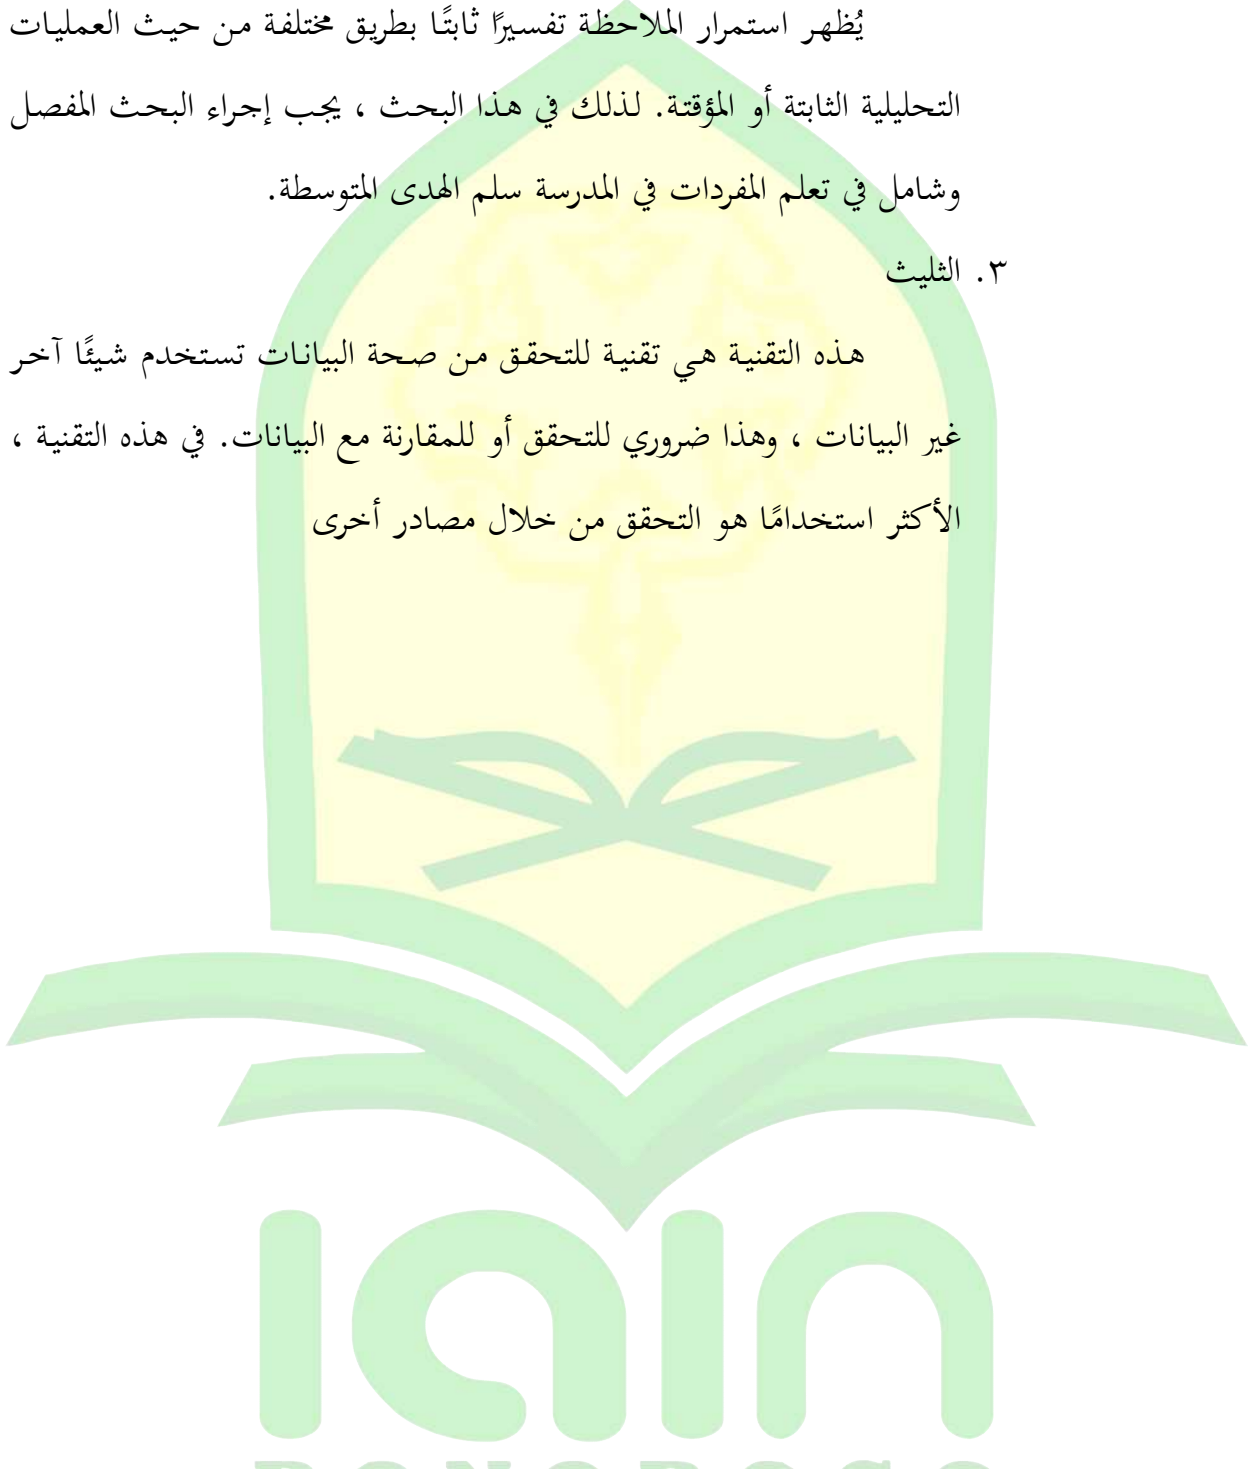 يُظهر استمرار الملاحظة تفسيرًا ثابتًا بطريق مختلفة من حيث العمليات
التحليلية الثابتة أو المؤقتة. لذلك في هذا البحث ، يجب إجراء البحث المفصل
وشامل في تعلم المفردات في المدرسة سلم الهدى المتوسطة.
٣. الثليث
هذه التقنية هي تقنية للتحقق من صحة البيانات تستخدم شيئًا آخر
غير البيانات ، وهذا ضروري للتحقق أو للمقارنة مع البيانات. في هذه التقنية ،
الأكثر استخدامًا هو التحقق من خلال مصادر أخرى
iain